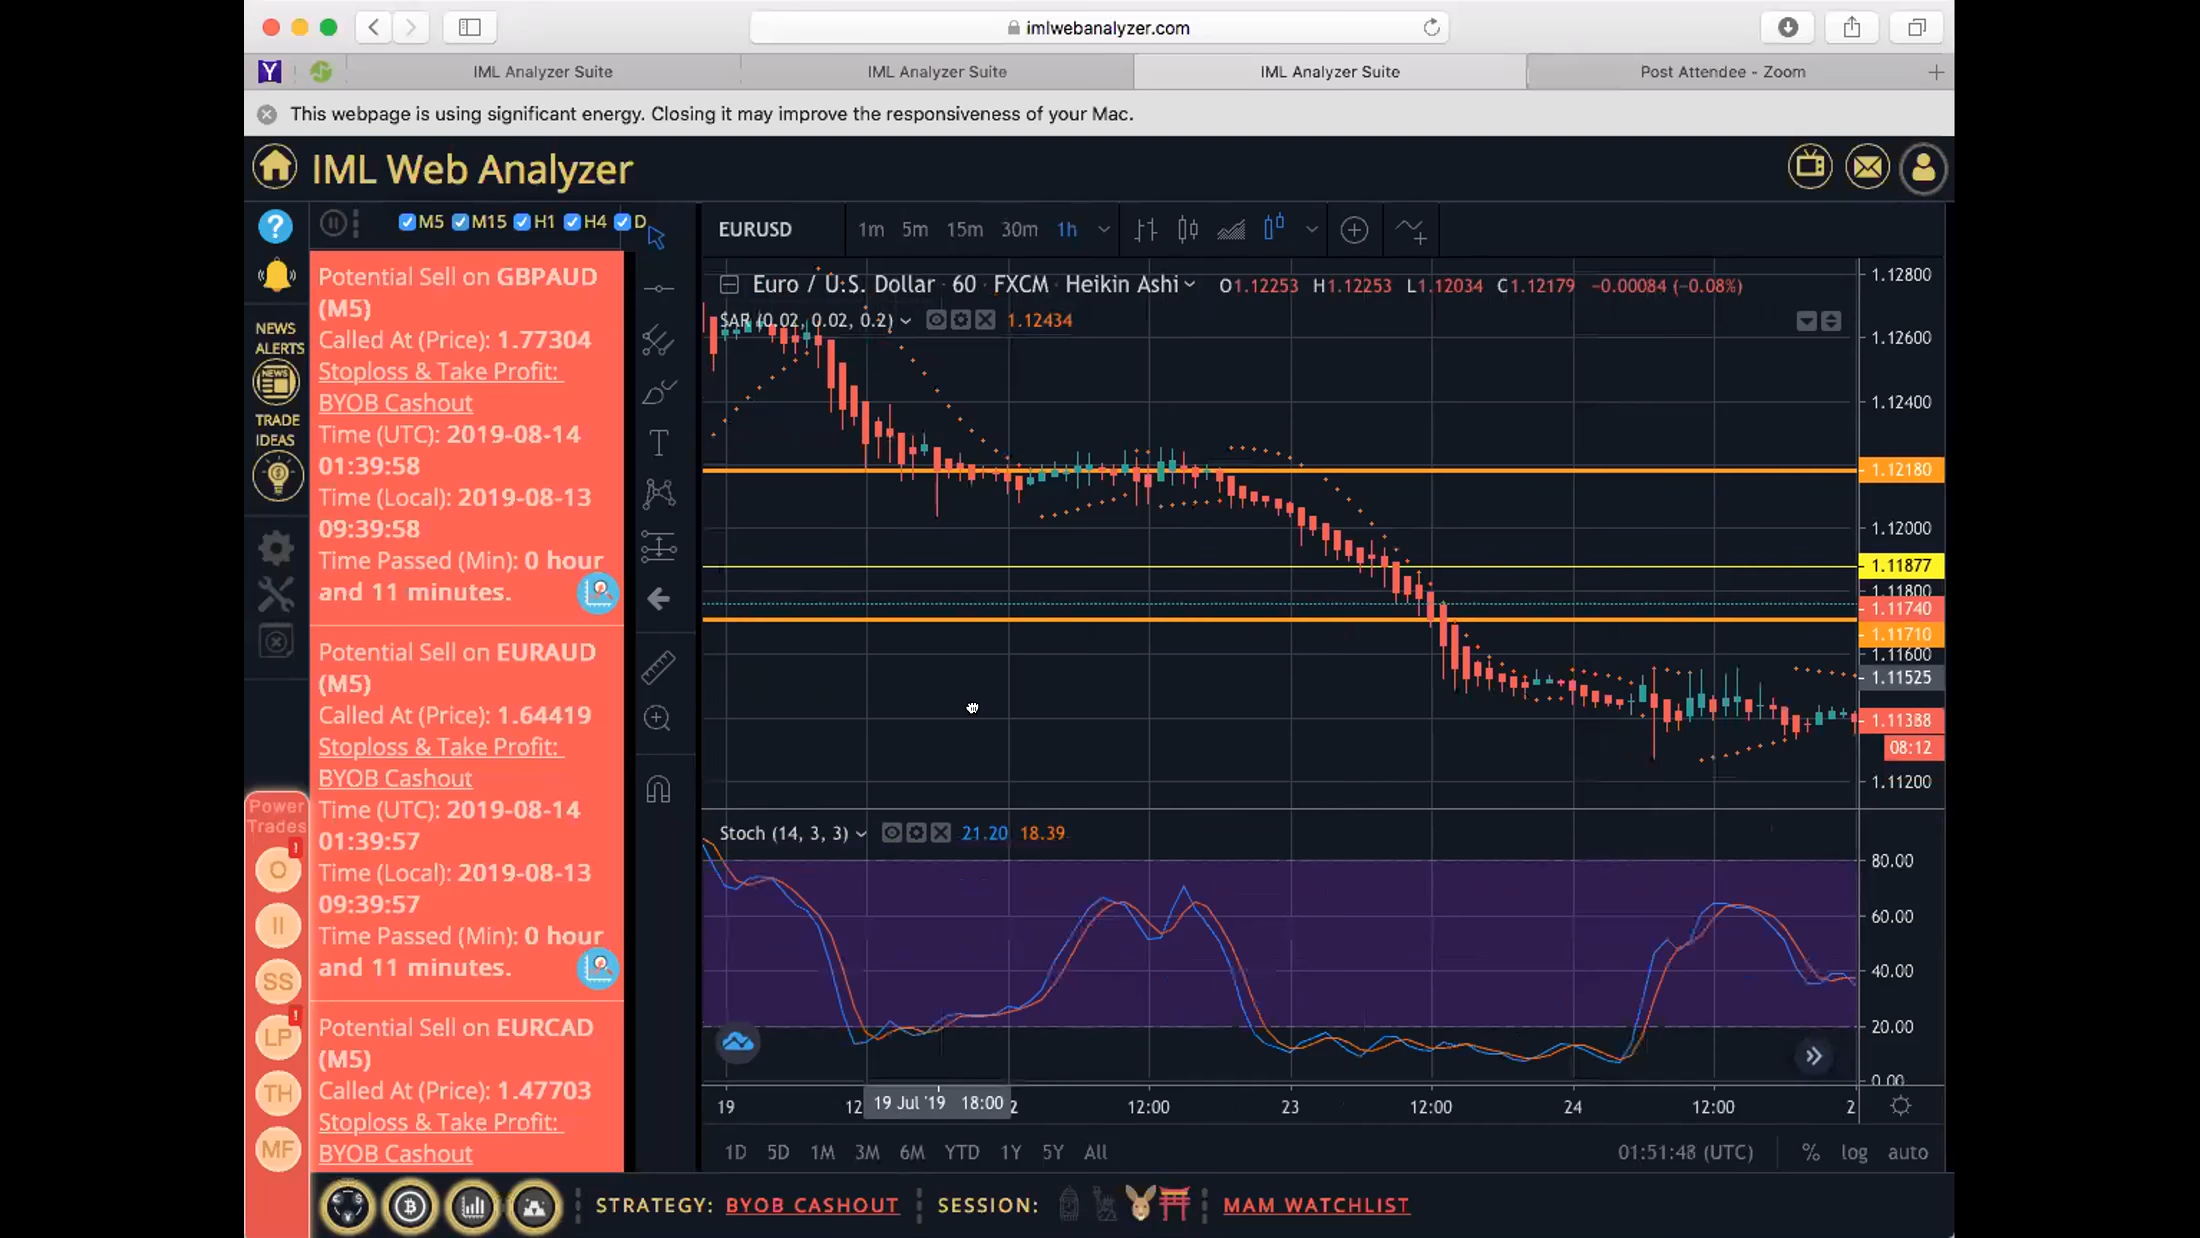 imlwebanalyzer.com
IML Analyzer Suite
IML Analyzer Suite
IML Analyzer Suite
Post Attendee - Zoom
This webpage is using significant energy. Closing it may improve the responsiveness of your Mac.
IML Web Analyzer
M5 M15 H1 H4 D
NEWS
ALERTS
NEWS
TRADE
IDEAS
Power
Trades
O
!
II
SS
LP
!
TH
MF
Potential Sell on GBPAUD
(M5)
Called At (Price): 1.77304
Stoploss & Take Profit:
BYOB Cashout
Time (UTC): 2019-08-14
01:39:58
Time (Local): 2019-08-13
09:39:58
Time Passed (Min): 0 hour
and 11 minutes.
Potential Sell on EURAUD
(M5)
Called At (Price): 1.64419
Stoploss & Take Profit:
BYOB Cashout
Time (UTC): 2019-08-14
01:39:57
Time (Local): 2019-08-13
09:39:57
Time Passed (Min): 0 hour
and 11 minutes.
Potential Sell on EURCAD
(M5)
Called At (Price): 1.47703
Stoploss & Take Profit:
BYOB Cashout
EURUSD 1m 5m 15m 30m 1h
Euro / U.S. Dollar · 60 · FXCM · Heikin Ashi O1.12253 H1.12253 L1.12034 C1.12179 −0.00084 (−0.08%)
SAR (0.02, 0.02, 0.2) 1.12434
1.12800
1.12600
1.12400
1.12180
1.12000
1.11877
1.11800
1.11740
1.11710
1.11600
1.11525
1.11388
08:12
1.11200
Stoch (14, 3, 3) 21.20 18.39
80.00
60.00
40.00
20.00
0.00
19 12 19 Jul '19 18:00 2 12:00 23 12:00 24 12:00 2
1D 5D 1M 3M 6M YTD 1Y 5Y All 01:51:48 (UTC) % log auto
STRATEGY: BYOB CASHOUT SESSION: MAM WATCHLIST